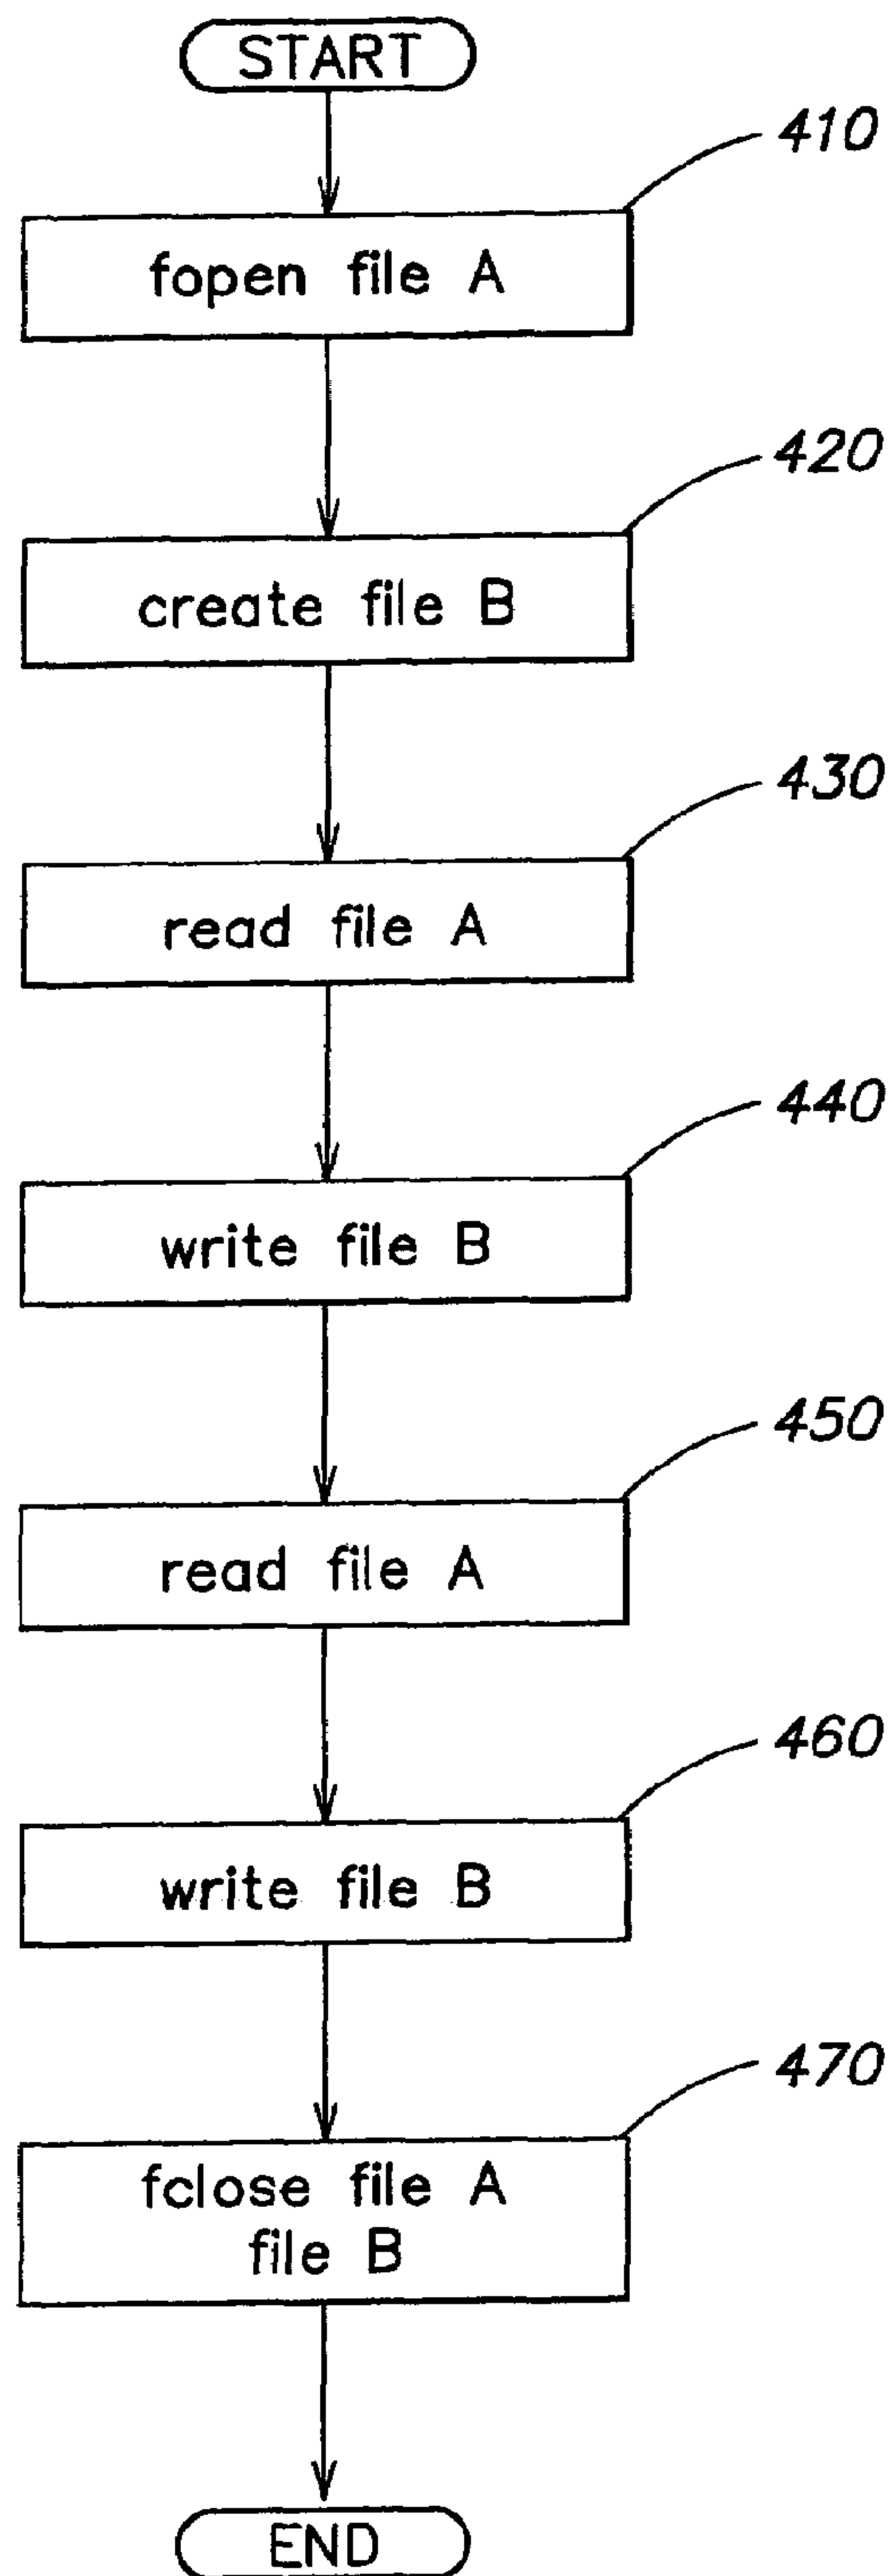 START
410
fopen file A
420
create file B
430
read file A
440
write file B
450
read file A
460
write file B
470
fclose file A
file B
END